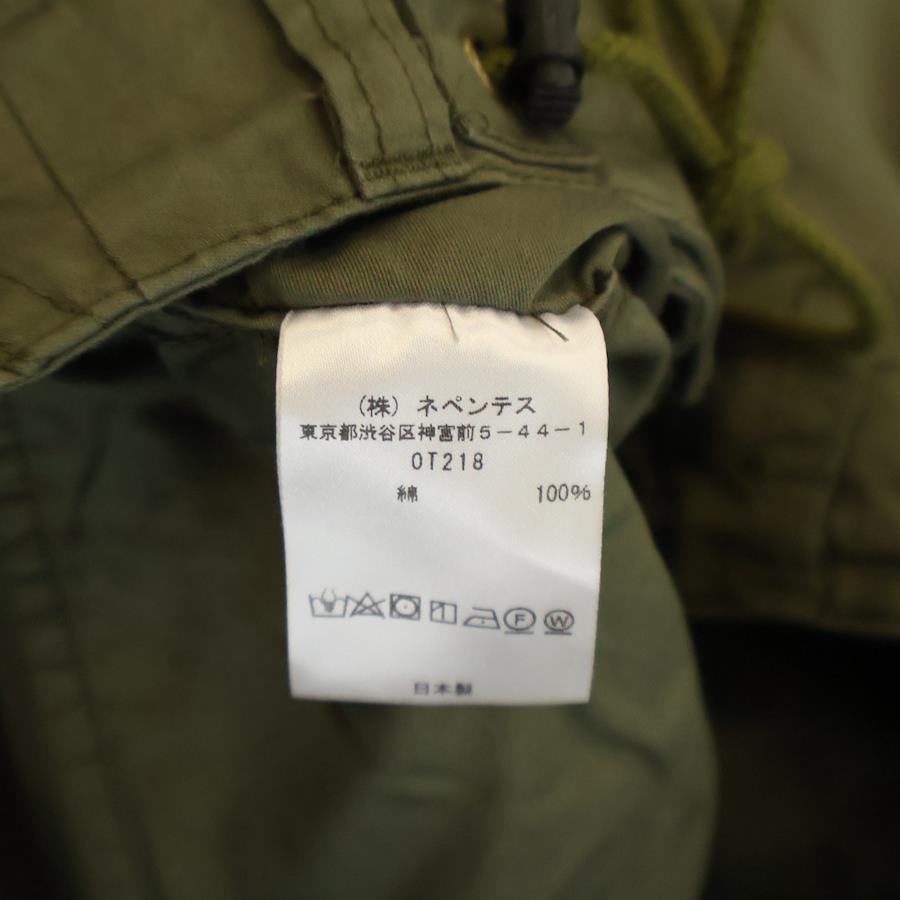 (株) ネペンテス
東京都渋谷区神宮前5-44-1
OT218
綿 100%
F W
日本製